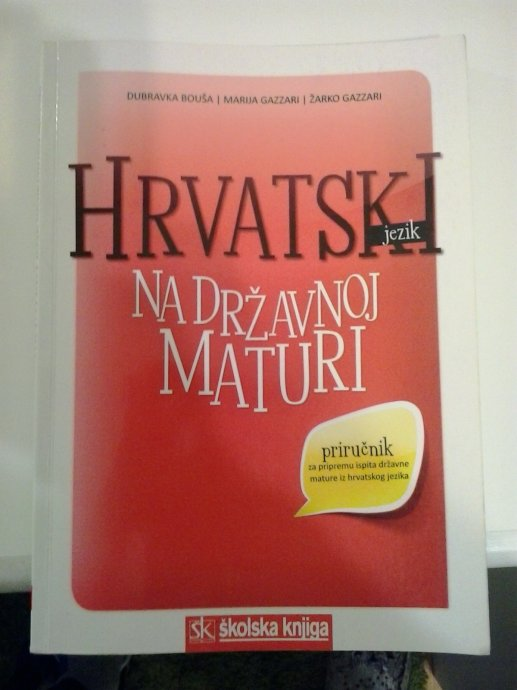 DUBRAVKA BOUŠA | MARIJA GAZZARI | ŽARKO GAZZARI
HRVATSKI
jezik
NA DRŽAVNOJ
MATURI
priručnik
za pripremu ispita državne
mature iz hrvatskog jezika
ŠK školska knjiga